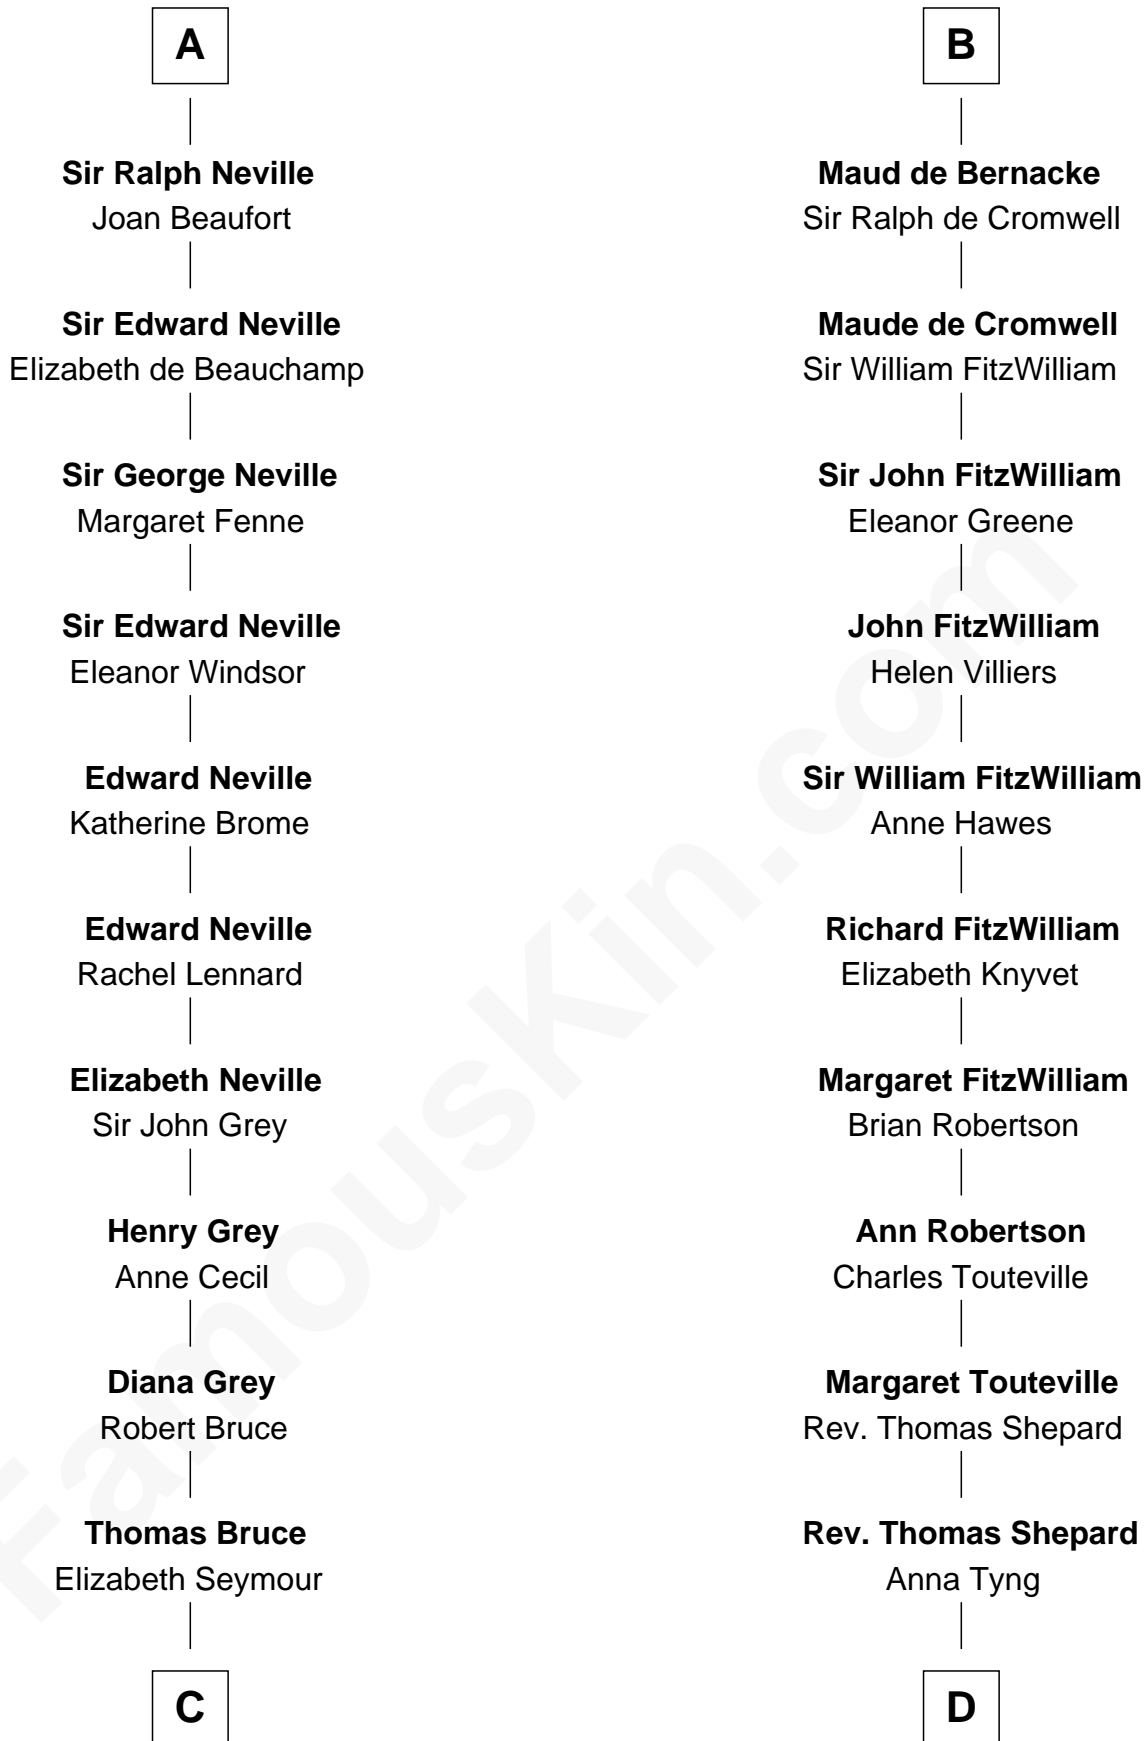 A
Sir Ralph Neville
Joan Beaufort
Sir Edward Neville
Elizabeth de Beauchamp
Sir George Neville
Margaret Fenne
Sir Edward Neville
Eleanor Windsor
Edward Neville
Katherine Brome
Edward Neville
Rachel Lennard
Elizabeth Neville
Sir John Grey
Henry Grey
Anne Cecil
Diana Grey
Robert Bruce
Thomas Bruce
Elizabeth Seymour
C
B
Maud de Bernacke
Sir Ralph de Cromwell
Maude de Cromwell
Sir William FitzWilliam
Sir John FitzWilliam
Eleanor Greene
John FitzWilliam
Helen Villiers
Sir William FitzWilliam
Anne Hawes
Richard FitzWilliam
Elizabeth Knyvet
Margaret FitzWilliam
Brian Robertson
Ann Robertson
Charles Touteville
Margaret Touteville
Rev. Thomas Shepard
Rev. Thomas Shepard
Anna Tyng
D
FamousKin.com